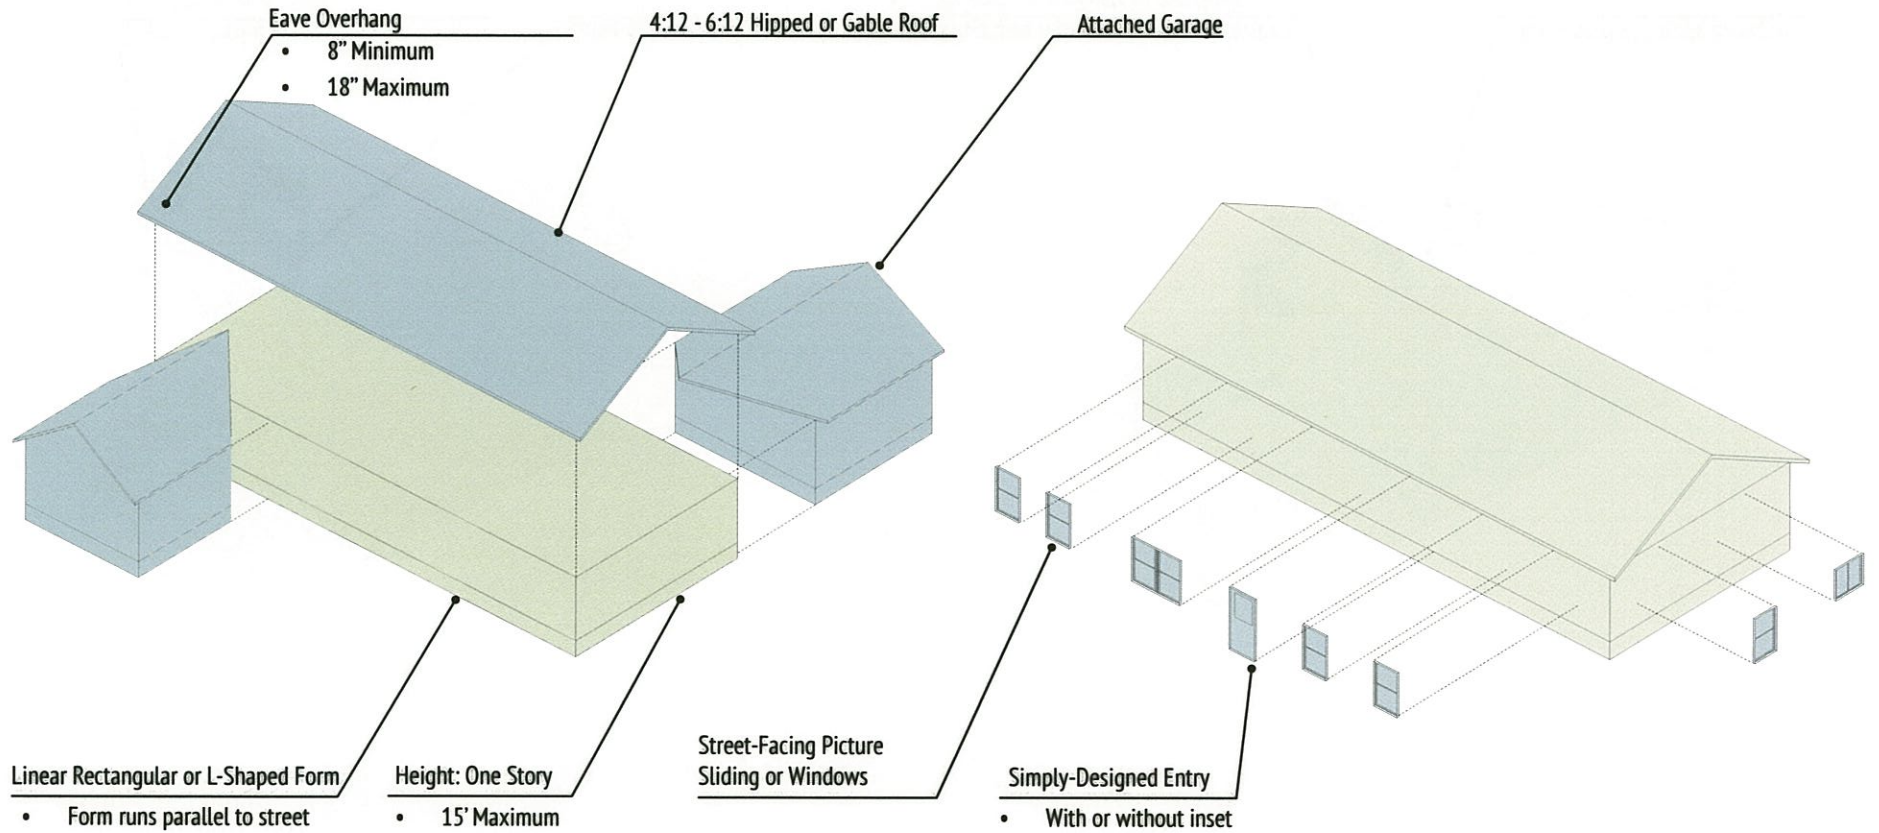 Eave Overhang
• 8” Minimum
• 18” Maximum
4:12 - 6:12 Hipped or Gable Roof
Attached Garage
Linear Rectangular or L-Shaped Form
• Form runs parallel to street
Height: One Story
• 15’ Maximum
Street-Facing Picture
Sliding or Windows
Simply-Designed Entry
• With or without inset